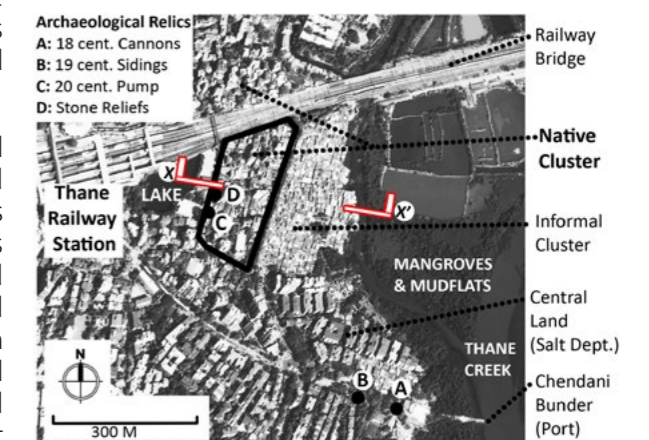 Archaeological Relics
A: 18 cent. Cannons
B: 19 cent. Sidings
C: 20 cent. Pump
D: Stone Reliefs
Railway
Bridge
Native
Cluster
X
LAKE
D
C
X'
Thane
Railway
Station
Informal
Cluster
MANGROVES
& MUDFLATS
Central
Land
(Salt Dept.)
THANE
CREEK
B
A
Chendani
Bunder
(Port)
N
300 M